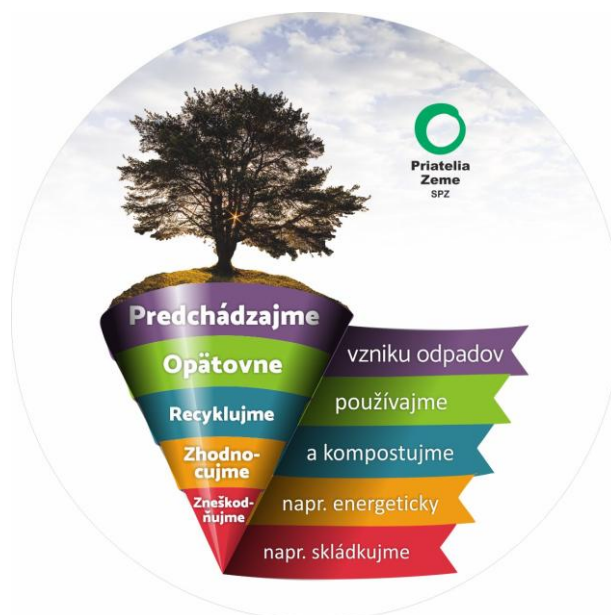 Priatelia
Zeme
SPZ
Predchádzajme
vzniku odpadov
Opätovne
používajme
Recyklujme
a kompostujme
Zhodno-
cujme
napr. energeticky
Zneškod-
ňujme
napr. skládkujme